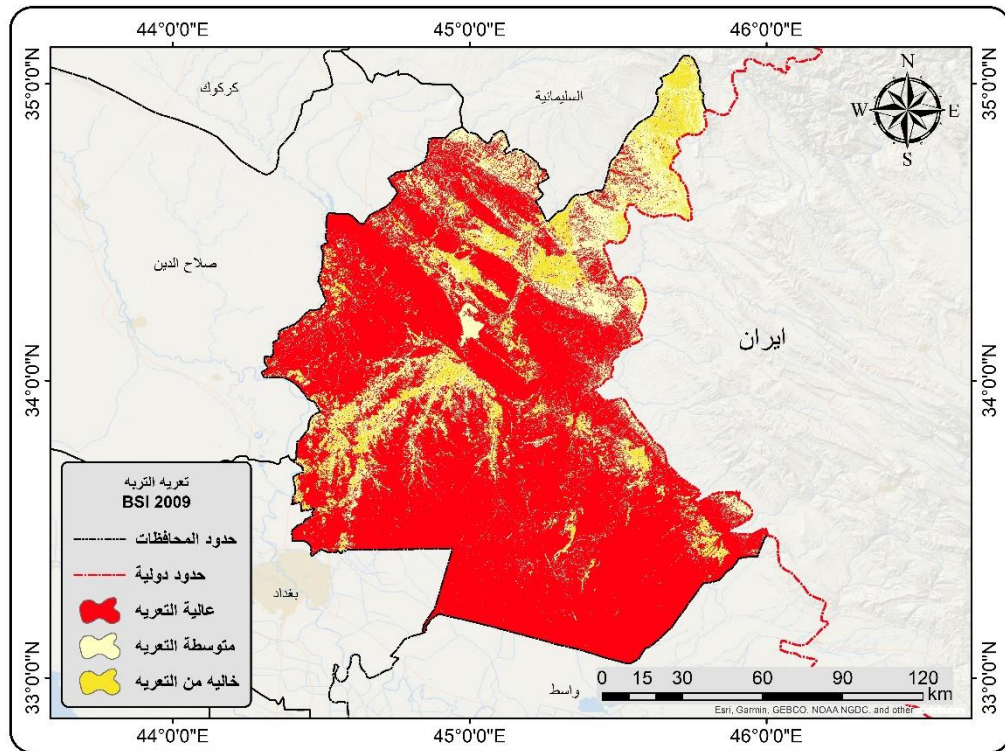 44°0'0"E 45°0'0"E 46°0'0"E
35°0'0"N 35°0'0"N
34°0'0"N 34°0'0"N
33°0'0"N 33°0'0"N
كركوك
السليمانية
N
W E
S
صلاح الدين
ايران
بغداد
واسط
تعريه التربه
BSI 2009
حدود المحافظات
حدود دولية
عالية التعريه
متوسطة التعريه
خاليه من التعريه
0 15 30 60 90 120
km
Esri, Garmin, GEBCO, NOAA NGDC, and other
44°0'0"E 45°0'0"E 46°0'0"E